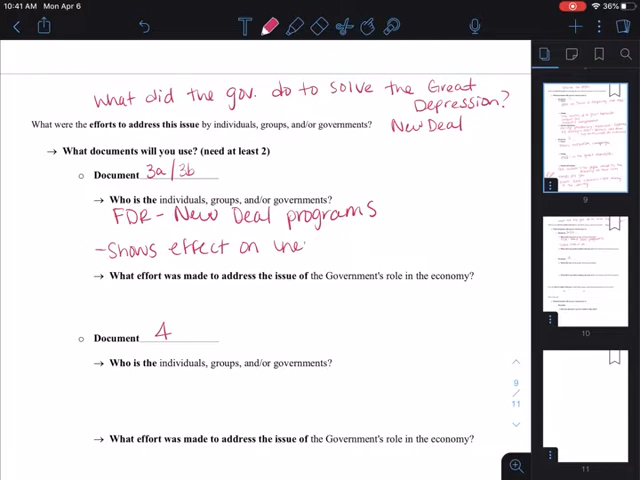 10:41 AM Mon Apr 6
36%
What did the gov. do to solve the Great
Depression?
What were the efforts to address this issue by individuals, groups, and/or governments?
New Deal
→ What documents will you use? (need at least 2)
o Document 3a/3b
→ Who is the individuals, groups, and/or governments?
FDR - New Deal programs
- Shows effect on une
→ What effort was made to address the issue of the Government's role in the economy?
o Document 4
→ Who is the individuals, groups, and/or governments?
→ What effort was made to address the issue of the Government's role in the economy?
9
/
11
9
10
11